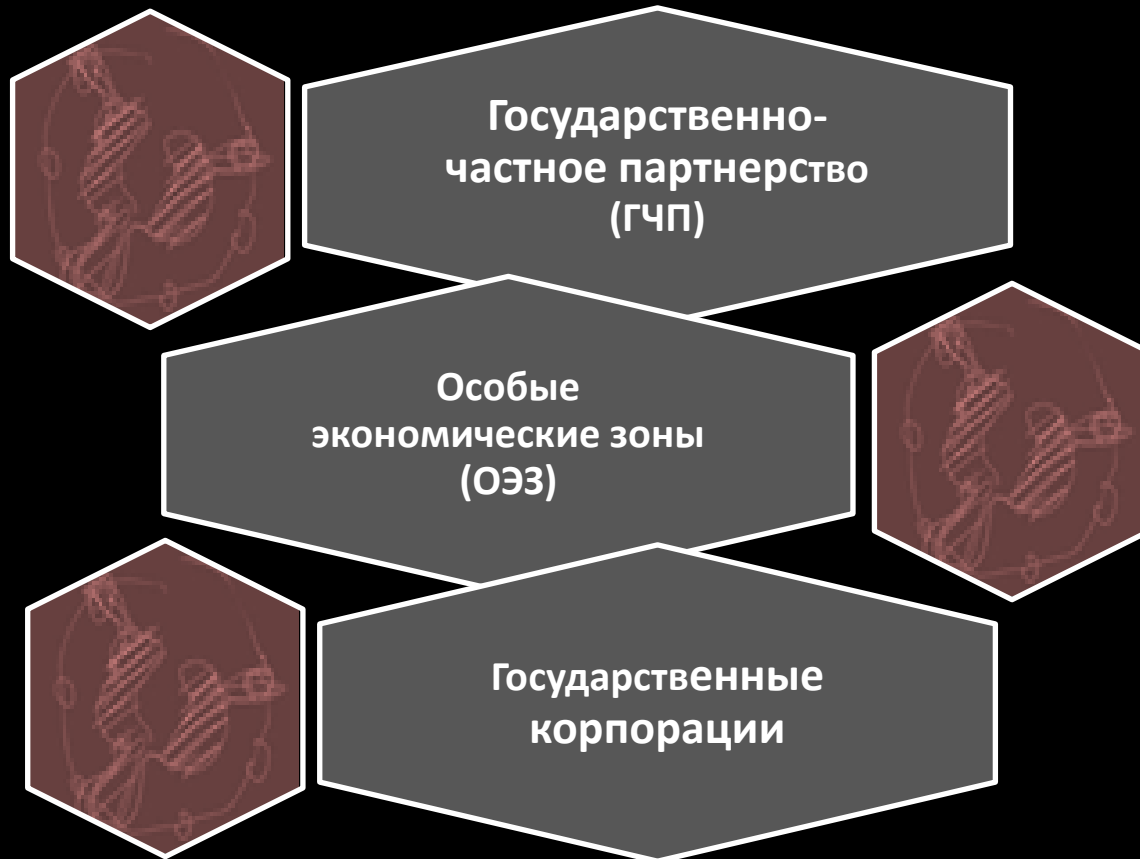 Государственно-
частное партнерство
(ГЧП)
Особые
экономические зоны
(ОЭЗ)
Государственные
корпорации